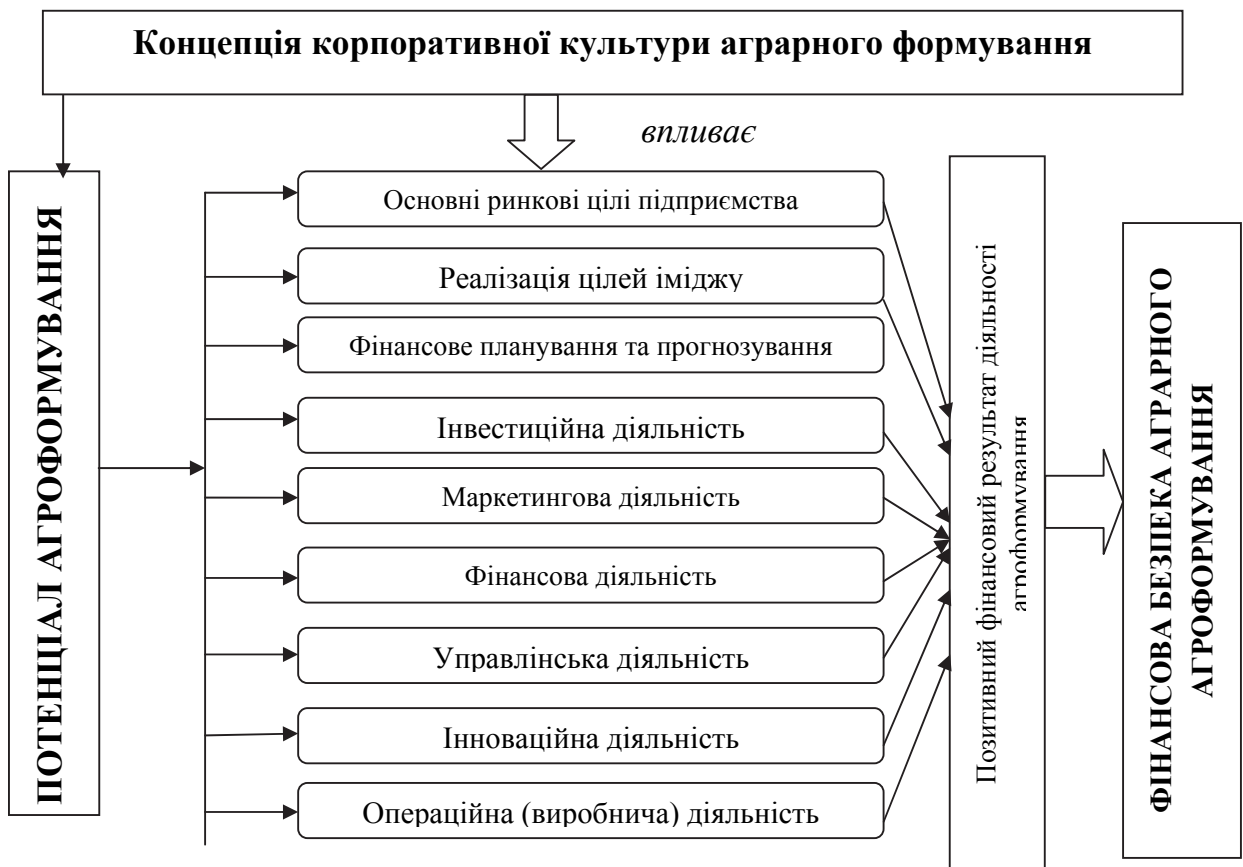 Концепція корпоративної культури аграрного формування
впливає
ПОТЕНЦІАЛ АГРОФОРМУВАННЯ
Основні ринкові цілі підприємства
Реалізація цілей іміджу
Фінансове планування та прогнозування
Інвестиційна діяльність
Маркетингова діяльність
Фінансова діяльність
Управлінська діяльність
Інноваційна діяльність
Операційна (виробнича) діяльність
Позитивний фінансовий результат діяльності
агроформування
ФІНАНСОВА БЕЗПЕКА АГРАРНОГО
АГРОФОРМУВАННЯ